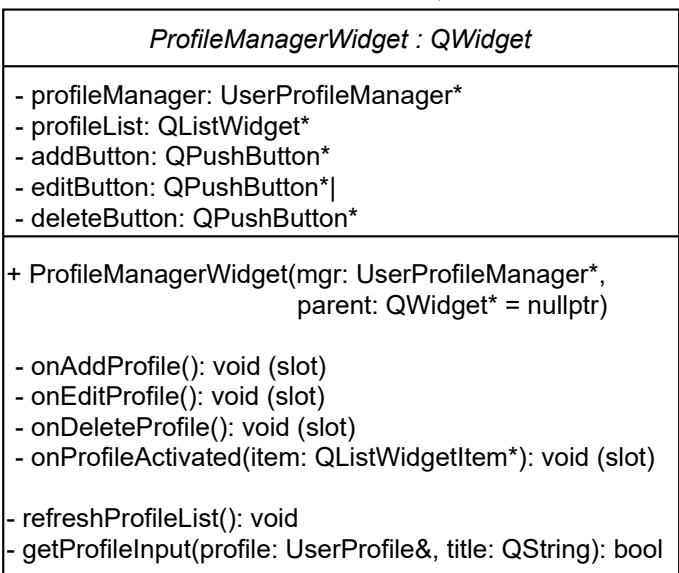 ProfileManagerWidget : QWidget
- profileManager: UserProfileManager*
- profileList: QListWidget*
- addButton: QPushButton*
- editButton: QPushButton*|
- deleteButton: QPushButton*
+ ProfileManagerWidget(mgr: UserProfileManager*,
parent: QWidget* = nullptr)
- onAddProfile(): void (slot)
- onEditProfile(): void (slot)
- onDeleteProfile(): void (slot)
- onProfileActivated(item: QListWidgetItem*): void (slot)
- refreshProfileList(): void
- getProfileInput(profile: UserProfile&, title: QString): bool